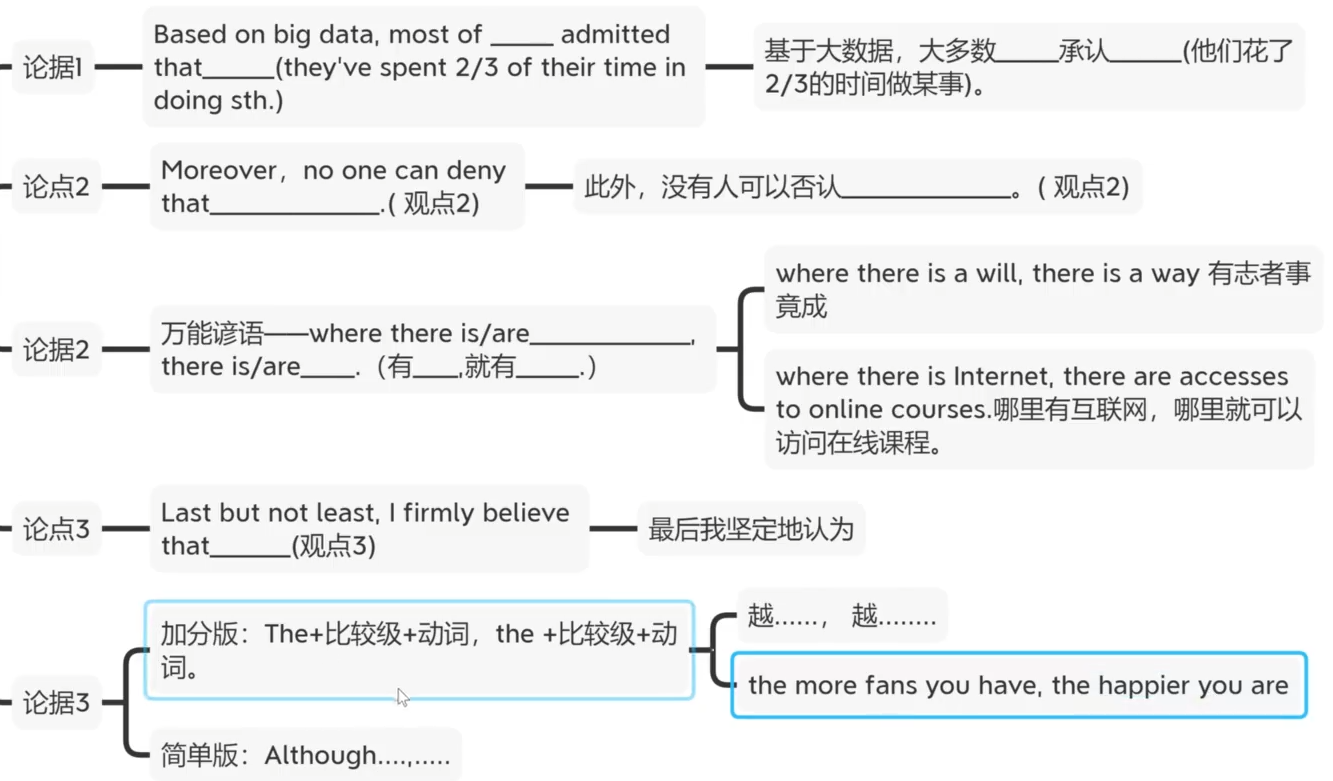 论据1
Based on big data, most of _____ admitted
that______(they've spent 2/3 of their time in
doing sth.)
基于大数据，大多数_____承认______(他们花了
2/3的时间做某事)。
论点2
Moreover，no one can deny
that______________.( 观点2)
此外，没有人可以否认______________。( 观点2)
论据2
万能谚语——where there is/are_____________,
there is/are____.（有____,就有_____.）
where there is a will, there is a way 有志者事
竟成
where there is Internet, there are accesses
to online courses.哪里有互联网，哪里就可以
访问在线课程。
论点3
Last but not least, I firmly believe
that_______(观点3)
最后我坚定地认为
论据3
加分版：The+比较级+动词，the +比较级+动
词。
越......， 越........
the more fans you have, the happier you are
简单版：Although....,.....